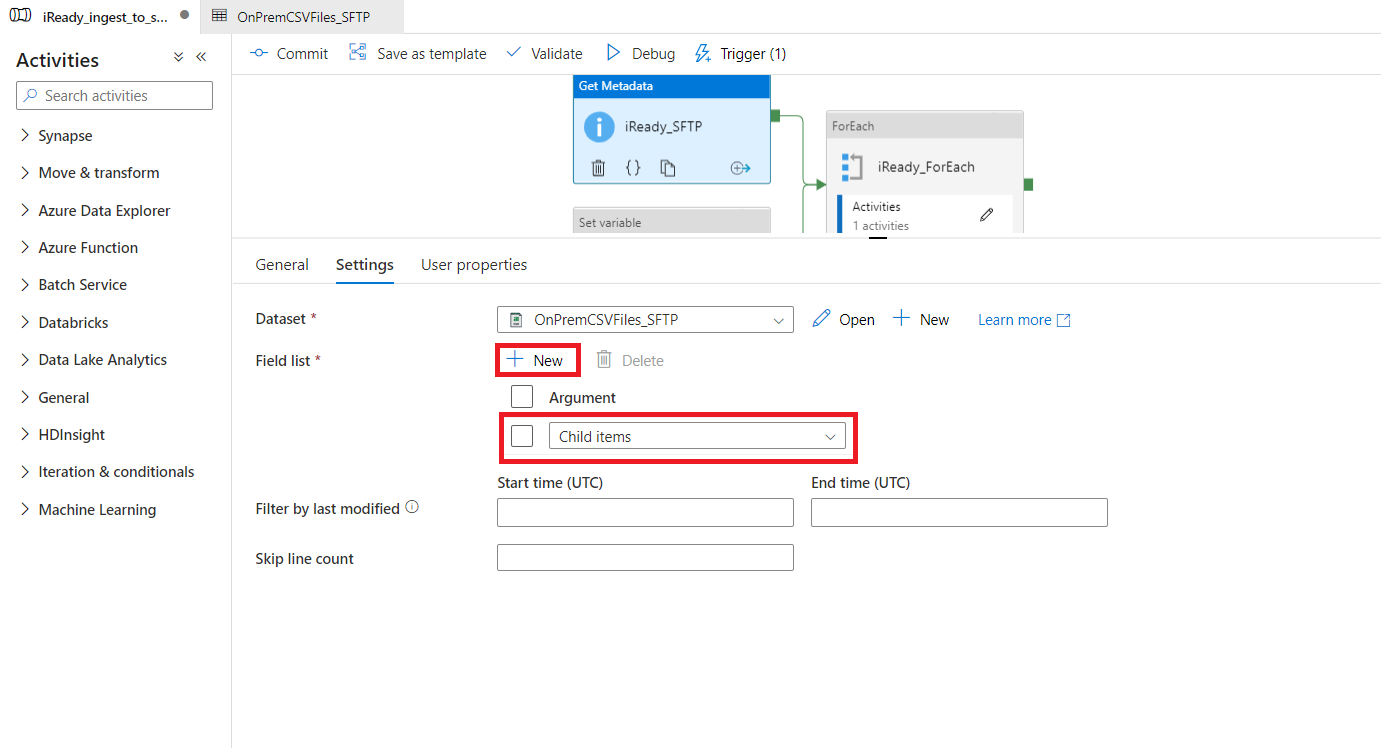 iReady_ingest_to_s...
OnPremCSVFiles_SFTP
Activities
Search activities
Synapse
Move & transform
Azure Data Explorer
Azure Function
Batch Service
Databricks
Data Lake Analytics
General
HDInsight
Iteration & conditionals
Machine Learning
Commit
Save as template
Validate
Debug
Trigger (1)
Get Metadata
iReady_SFTP
{}
ForEach
iReady_ForEach
Activities
1 activities
Set variable
General
Settings
User properties
Dataset *
OnPremCSVFiles_SFTP
Open
New
Learn more
Field list *
New
Delete
Argument
Child items
Start time (UTC)
End time (UTC)
Filter by last modified
Skip line count